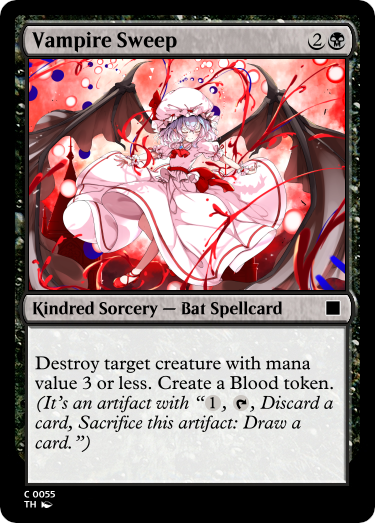 Vampire Sweep 2
Kindred Sorcery — Bat Spellcard
Destroy target creature with mana
value 3 or less. Create a Blood token.
(It's an artifact with “1, , Discard a
card, Sacrifice this artifact: Draw a
card.”)
C 0055
TH